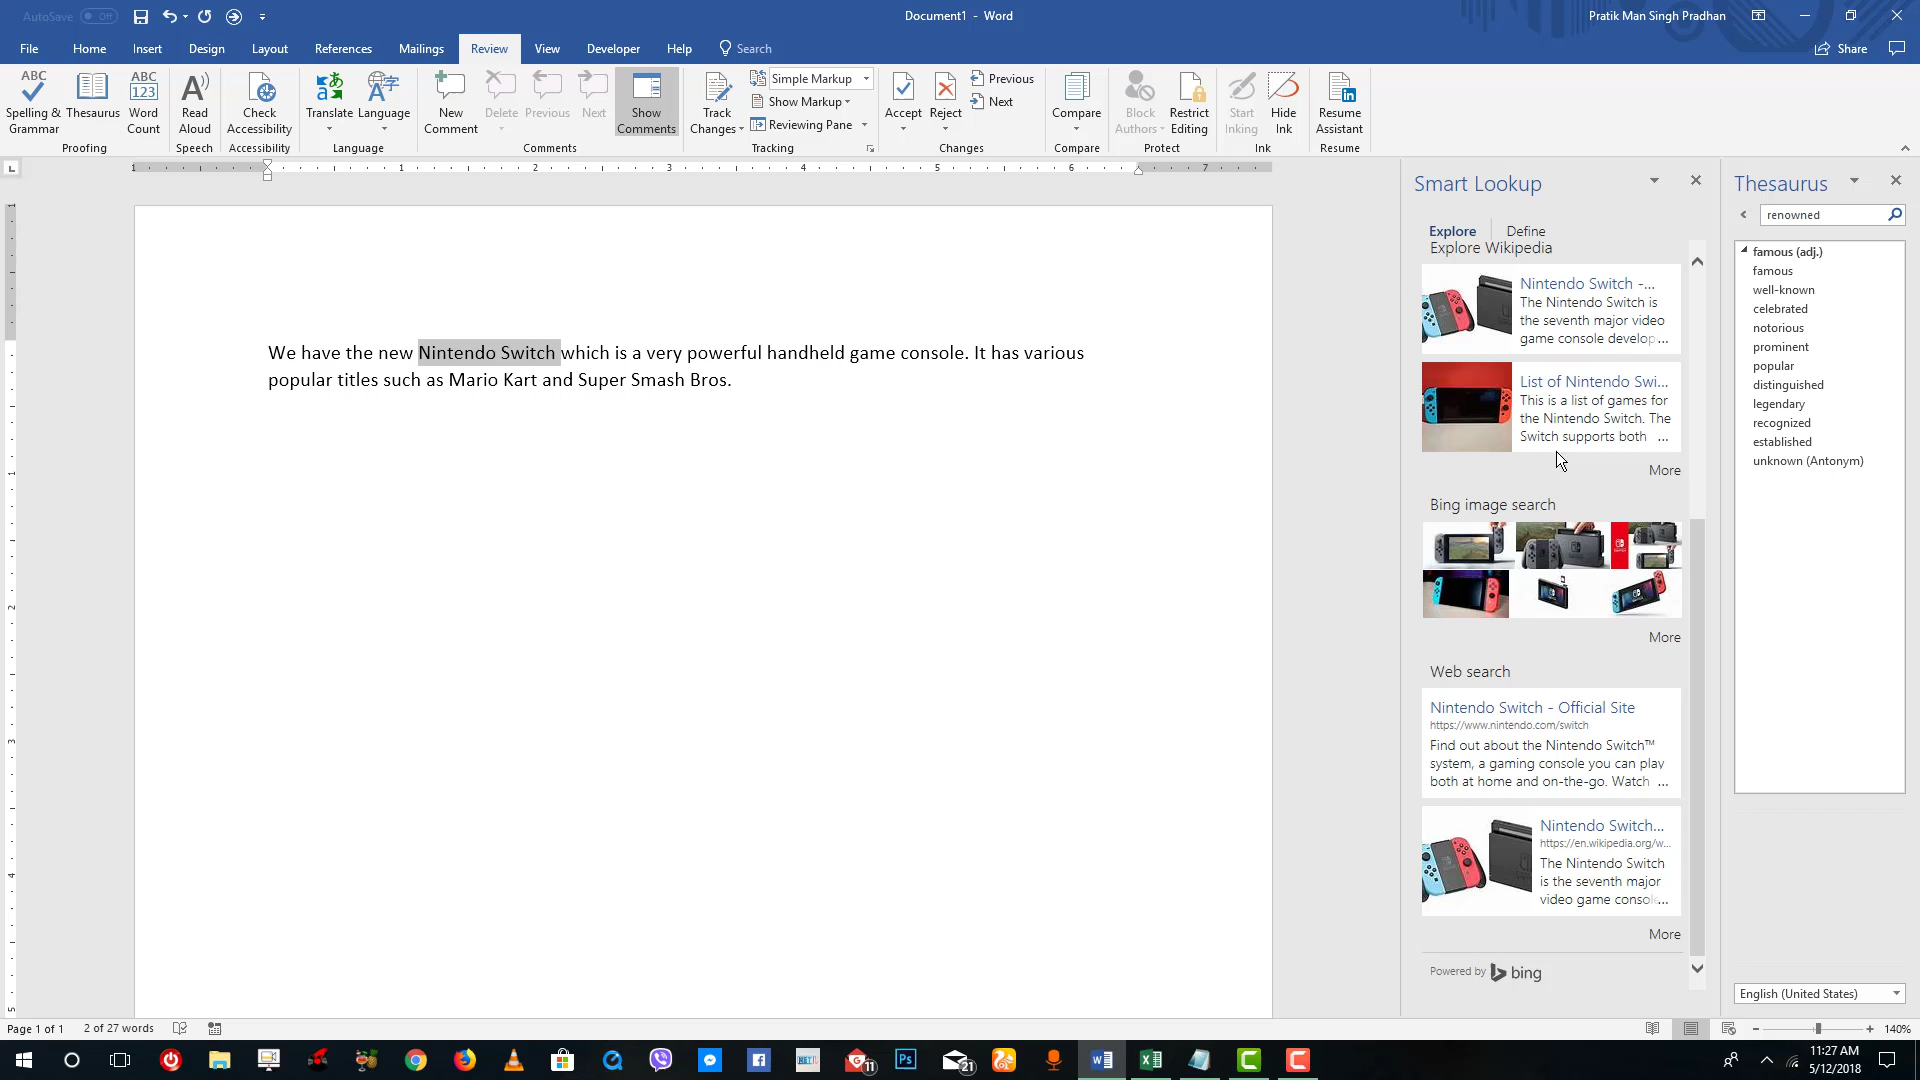 AutoSave Off
Document1 - Word
Pratik Man Singh Pradhan
File Home Insert Design Layout References Mailings Review View Developer Help Search
Share
ABC
Spelling &
Grammar
Thesaurus
ABC
123
Word
Count
Proofing
Read
Aloud
Speech
Check
Accessibility
Accessibility
Translate
Language
Language
New
Comment
Delete
Previous
Next
Show
Comments
Comments
Track
Changes
Simple Markup
Show Markup
Reviewing Pane
Tracking
Accept
Reject
Previous
Next
Changes
Compare
Compare
Block
Authors
Restrict
Editing
Protect
Start
Inking
Hide
Ink
Ink
Resume
Assistant
Resume
1 1 2 3 4 5 6 7
We have the new Nintendo Switch which is a very powerful handheld game console. It has various
popular titles such as Mario Kart and Super Smash Bros.
Smart Lookup
Explore Define
Explore Wikipedia
Nintendo Switch -...
The Nintendo Switch is
the seventh major video
game console develop...
List of Nintendo Swi...
This is a list of games for
the Nintendo Switch. The
Switch supports both ...
More
Bing image search
More
Web search
Nintendo Switch - Official Site
https://www.nintendo.com/switch
Find out about the Nintendo Switch™
system, a gaming console you can play
both at home and on-the-go. Watch ...
Nintendo Switch...
https://en.wikipedia.org/w...
The Nintendo Switch
is the seventh major
video game consol...
More
Powered by bing
Thesaurus
renowned
famous (adj.)
famous
well-known
celebrated
notorious
prominent
popular
distinguished
legendary
recognized
established
unknown (Antonym)
English (United States)
Page 1 of 1 2 of 27 words
140%
11
Ps
21
11:27 AM
5/12/2018